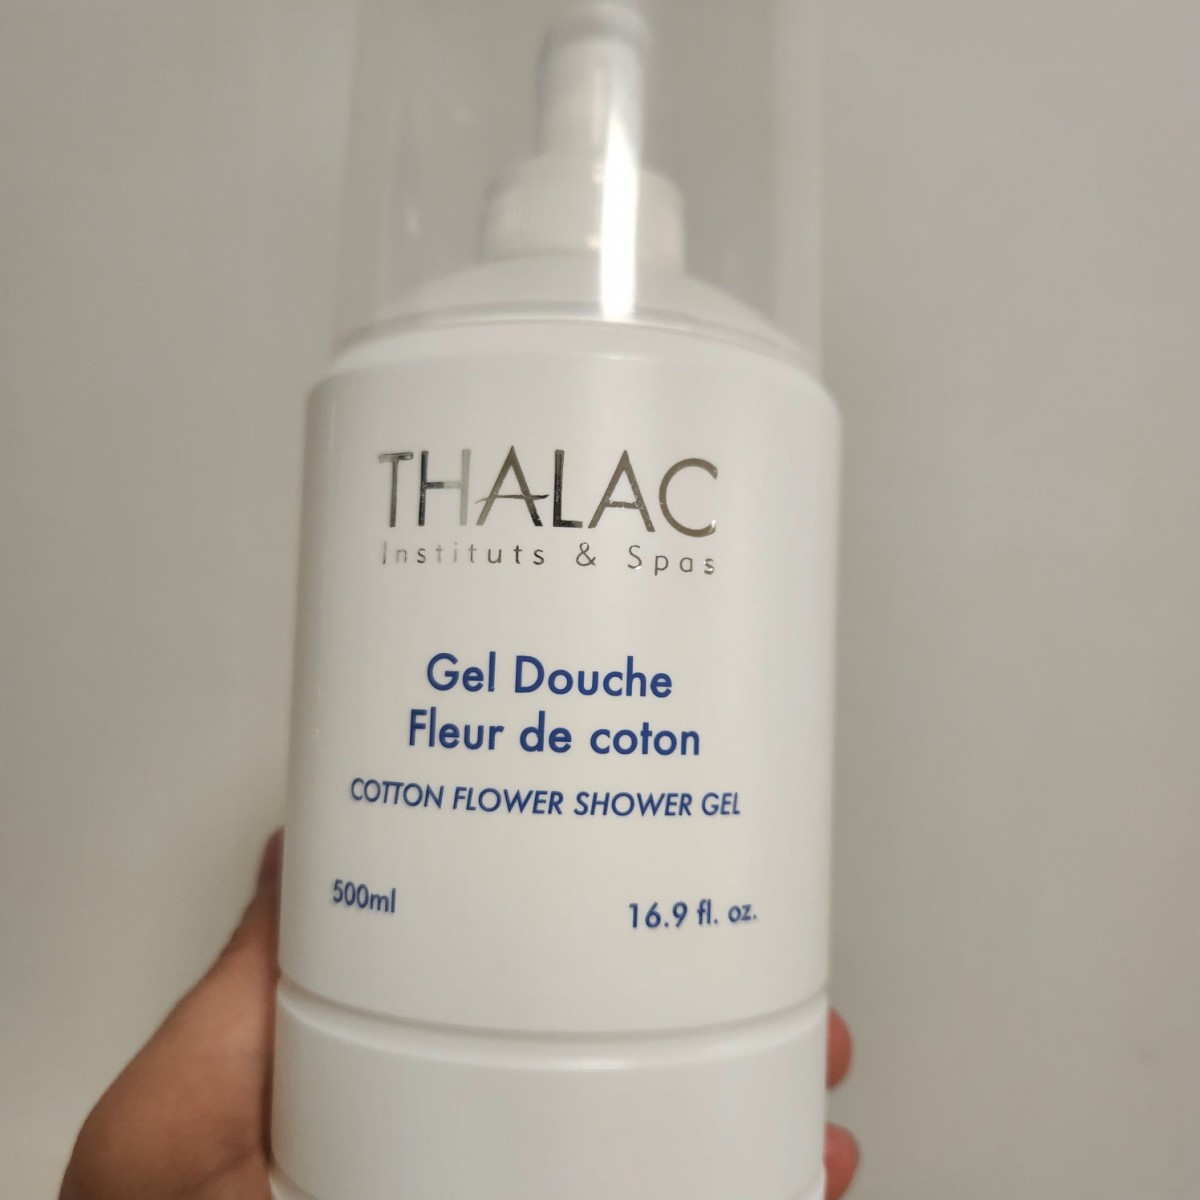 THALAC
Instituts & Spas
Gel Douche
Fleur de coton
COTTON FLOWER SHOWER GEL
500ml 16.9 fl. oz.